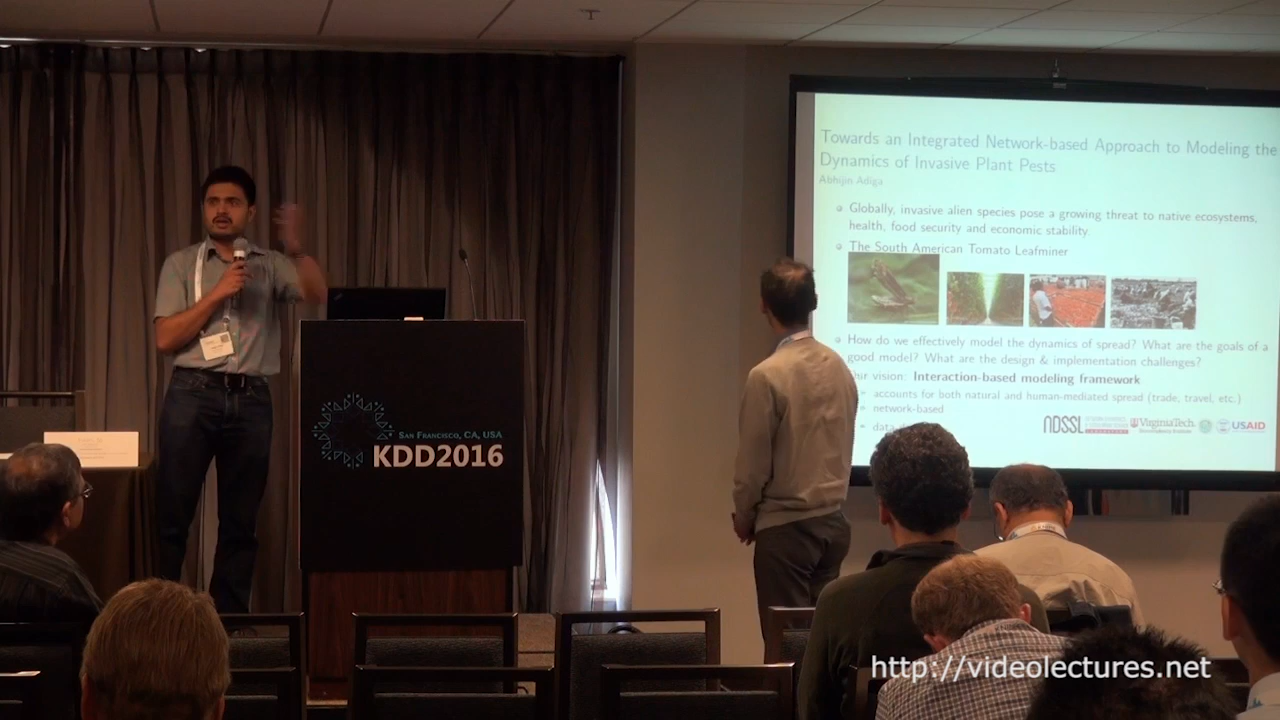 Towards an Integrated Network-based Approach to Modeling the
Dynamics of Invasive Plant Pests
Abhijin Adiga
Globally, invasive alien species pose a growing threat to native ecosystems,
health, food security and economic stability.
The South American Tomato Leafminer
How do we effectively model the dynamics of spread? What are the goals of a
good model? What are the design & implementation challenges?
Our vision: Interaction-based modeling framework
accounts for both natural and human-mediated spread (trade, travel, etc.)
network-based
NDSSL
VirginiaTech
USAID
SAN FRANCISCO, CA, USA
KDD2016
http://videolectures.net